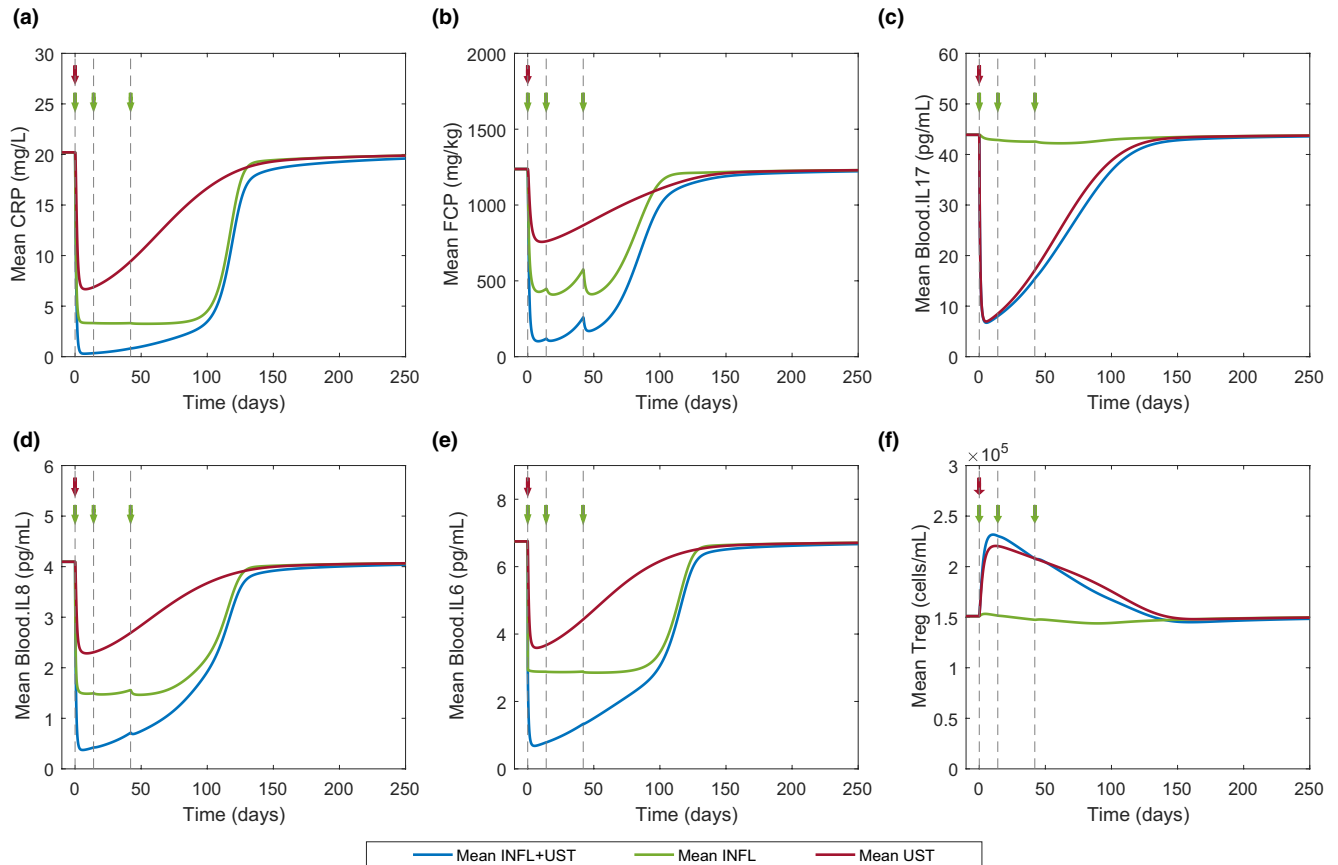 (a)
Mean CRP (mg/L)
30
25
20
15
10
5
0
0 50 100 150 200 250
Time (days)
(b)
Mean FCP (mg/kg)
2000
1500
1000
500
0
0 50 100 150 200 250
Time (days)
(c)
Mean Blood.IL17 (pg/mL)
60
50
40
30
20
10
0
0 50 100 150 200 250
Time (days)
(d)
Mean Blood.IL8 (pg/mL)
6
5
4
3
2
1
0
0 50 100 150 200 250
Time (days)
(e)
Mean Blood.IL6 (pg/mL)
8
6
4
2
0
0 50 100 150 200 250
Time (days)
(f)
Mean Treg (cells/mL)
×10⁵
3
2.5
2
1.5
1
0.5
0
0 50 100 150 200 250
Time (days)
Mean INFL+UST Mean INFL Mean UST